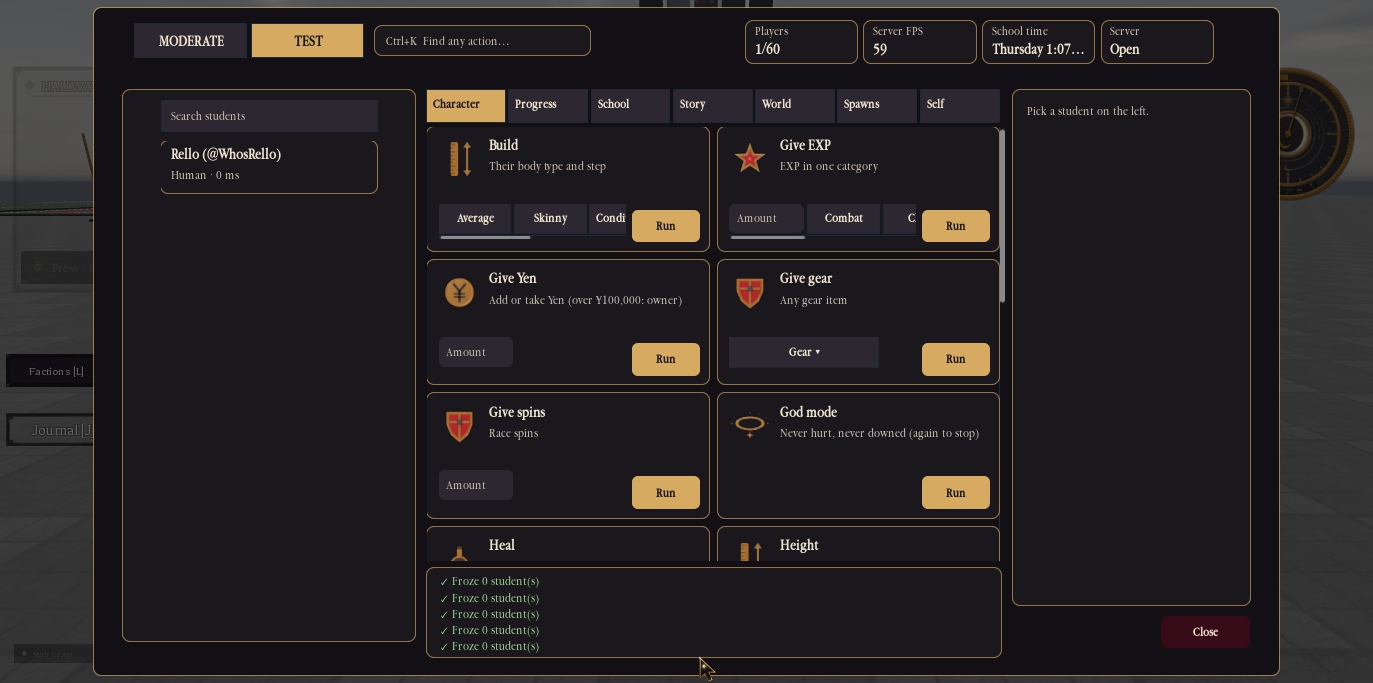 MODERATE
TEST
Ctrl+K Find any action...
Players
1/60
Server FPS
59
School time
Thursday 1:07...
Server
Open
Search students
Rello (@WhosRello)
Human · 0 ms
Character
Progress
School
Story
World
Spawns
Self
Build
Their body type and step
Average
Skinny
Condi
Run
Give EXP
EXP in one category
Amount
Combat
C
Run
Give Yen
Add or take Yen (over ¥100,000: owner)
Amount
Run
Give gear
Any gear item
Gear ▾
Run
Give spins
Race spins
Amount
Run
God mode
Never hurt, never downed (again to stop)
Run
Heal
Height
✓ Froze 0 student(s)
✓ Froze 0 student(s)
✓ Froze 0 student(s)
✓ Froze 0 student(s)
✓ Froze 0 student(s)
Pick a student on the left.
Close
Press
Factions [L]
Journal [J]
Study Group